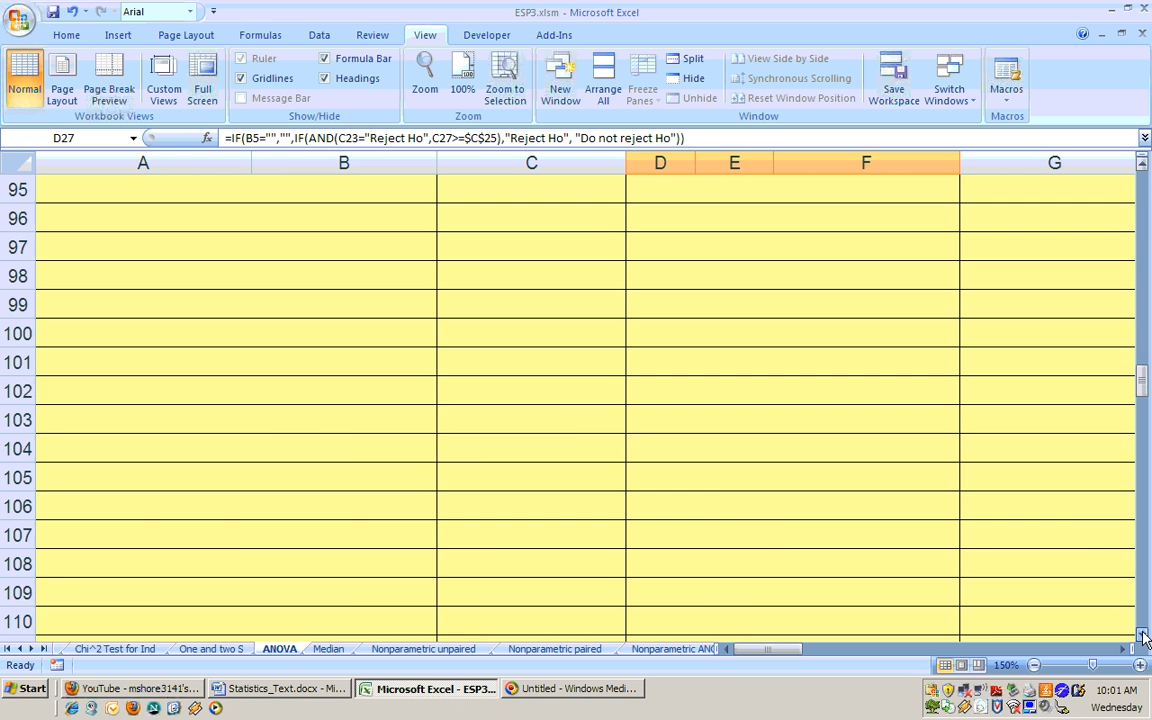 Arial
ESP3.xlsm - Microsoft Excel
Home Insert Page Layout Formulas Data Review View Developer Add-Ins
Normal
Page Layout
Page Break Preview
Custom Views
Full Screen
Workbook Views
Ruler
Formula Bar
Gridlines
Headings
Message Bar
Show/Hide
Zoom
100%
Zoom to Selection
Zoom
New Window
Arrange All
Freeze Panes
Split
Hide
Unhide
View Side by Side
Synchronous Scrolling
Reset Window Position
Save Workspace
Switch Windows
Window
Macros
Macros
D27
fx
=IF(B5="","",IF(AND(C23="Reject Ho",C27>=$C$25),"Reject Ho", "Do not reject Ho"))
A B C D E F G
95
96
97
98
99
100
101
102
103
104
105
106
107
108
109
110
Chi^2 Test for Ind One and two S ANOVA Median Nonparametric unpaired Nonparametric paired Nonparametric ANO
Ready
150%
Start
YouTube - mshore3141's...
Statistics_Text.docx - Mi...
Microsoft Excel - ESP3...
Untitled - Windows Medi...
10:01 AM
Wednesday